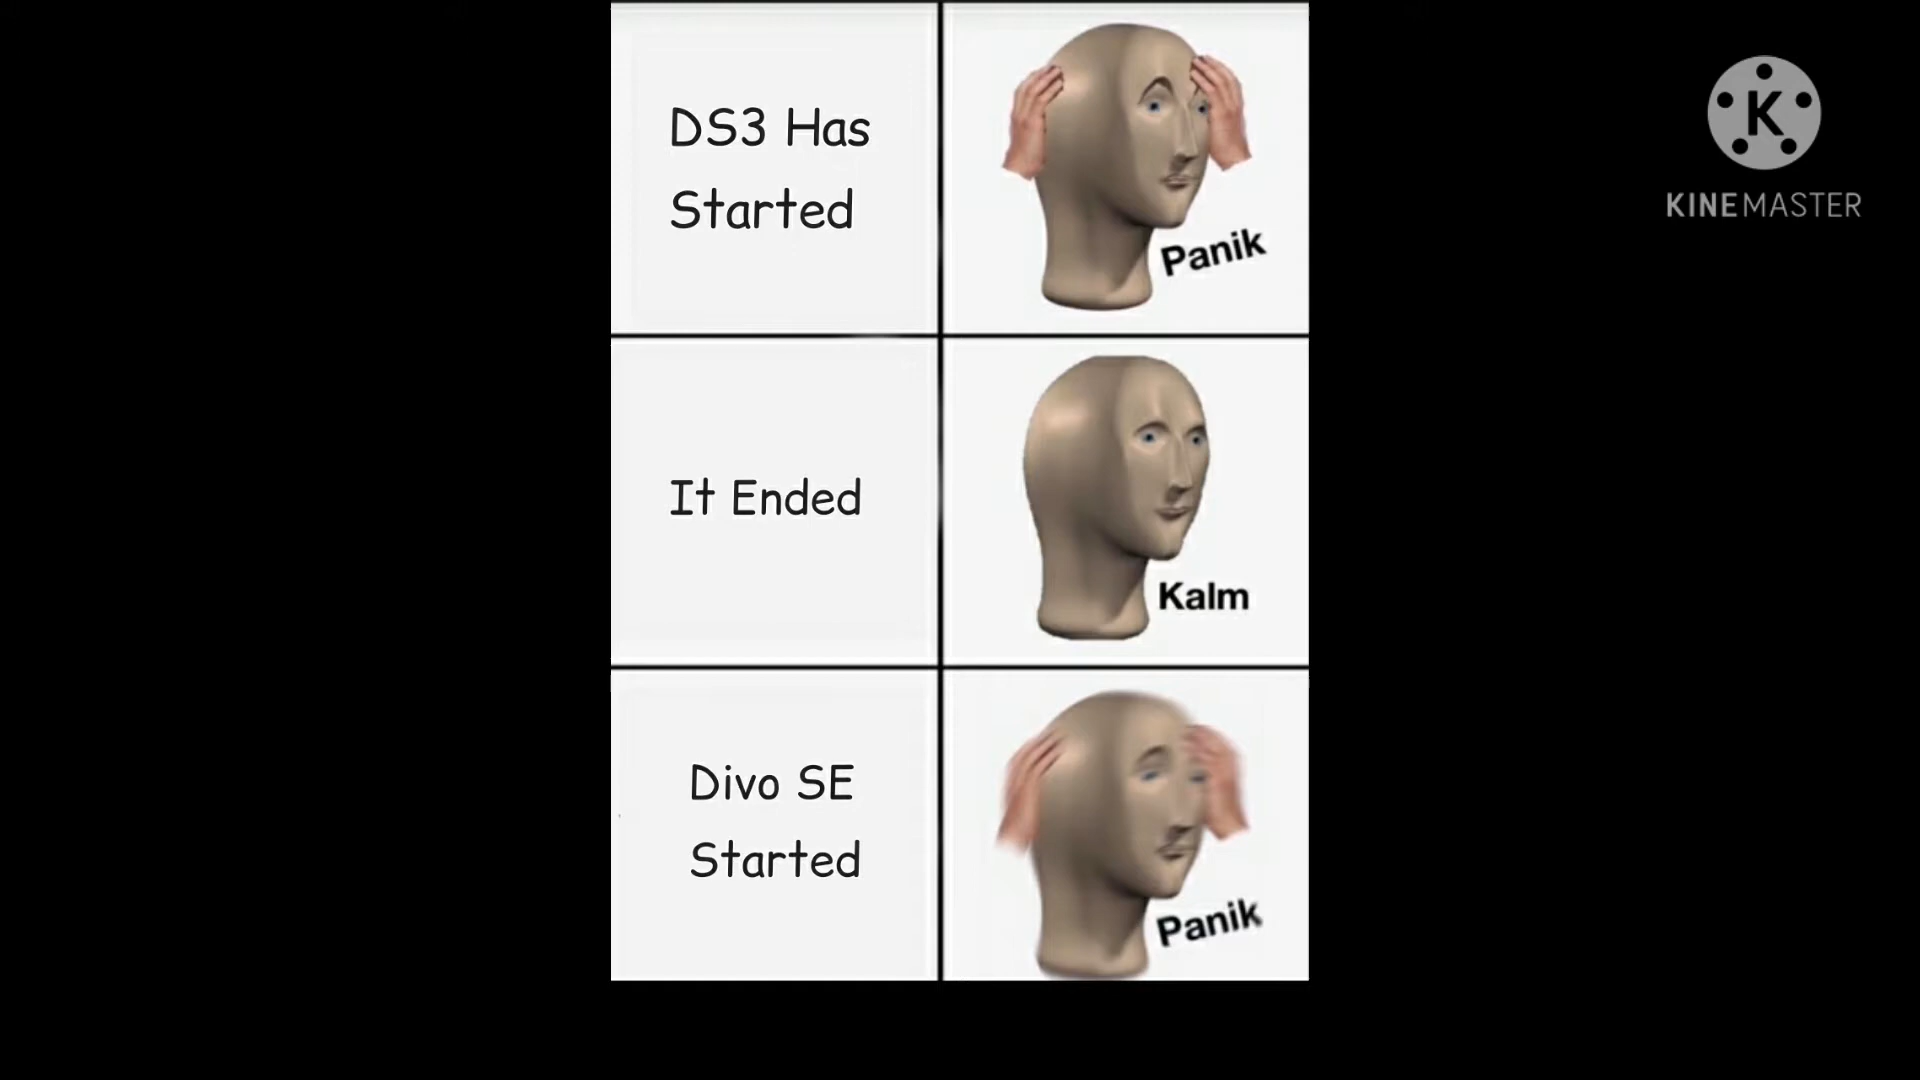 DS3 Has
Started
Panik
K
KINEMASTER
It Ended
Kalm
Divo SE
Started
Panik